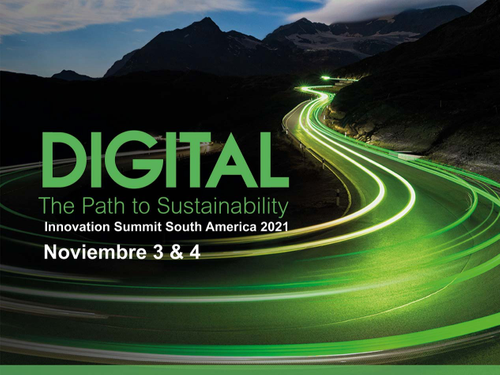 DIGITAL
The Path to Sustainability
Innovation Summit South America 2021
Noviembre 3 & 4